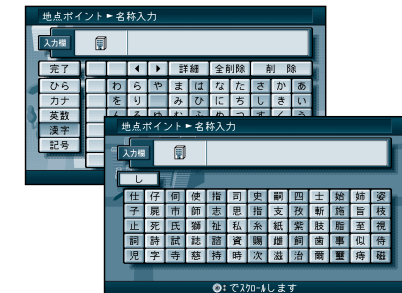 地点ポイント►名称入力
入力欄
完了 ◀ ▶ 詳細 全削除 削 除
ひら わ ら や ま は な た さ か あ
カナ を り み ひ に ち し き い
英数
漢字
記号
地点ポイント►名称入力
入力欄
し
仕 仔 伺 使 指 司 史 嗣 四 士 始 姉 姿
子 屍 市 師 志 思 指 支 孜 斯 施 旨 枝
止 死 氏 獅 祉 私 糸 紙 紫 肢 脂 至 視
詞 詩 試 誌 諮 資 賜 雌 飼 歯 事 似 侍
児 字 寺 慈 持 時 次 滋 治 爾 璽 痔 磁
:でスクロールします